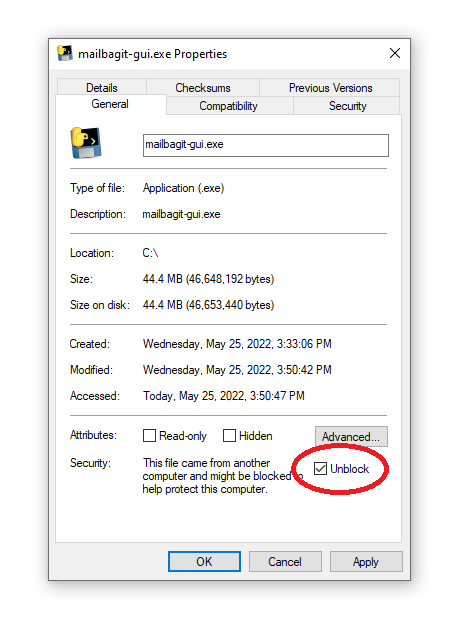 mailbagit-gui.exe Properties
Details Checksums Previous Versions
General Compatibility Security
mailbagit-gui.exe
Type of file: Application (.exe)
Description: mailbagit-gui.exe
Location: C:\
Size: 44.4 MB (46,648,192 bytes)
Size on disk: 44.4 MB (46,653,440 bytes)
Created: Wednesday, May 25, 2022, 3:33:06 PM
Modified: Wednesday, May 25, 2022, 3:50:42 PM
Accessed: Today, May 25, 2022, 3:50:47 PM
Attributes: Read-only Hidden Advanced...
Security: This file came from another
computer and might be blocked to
help protect this computer.
Unblock
OK Cancel Apply